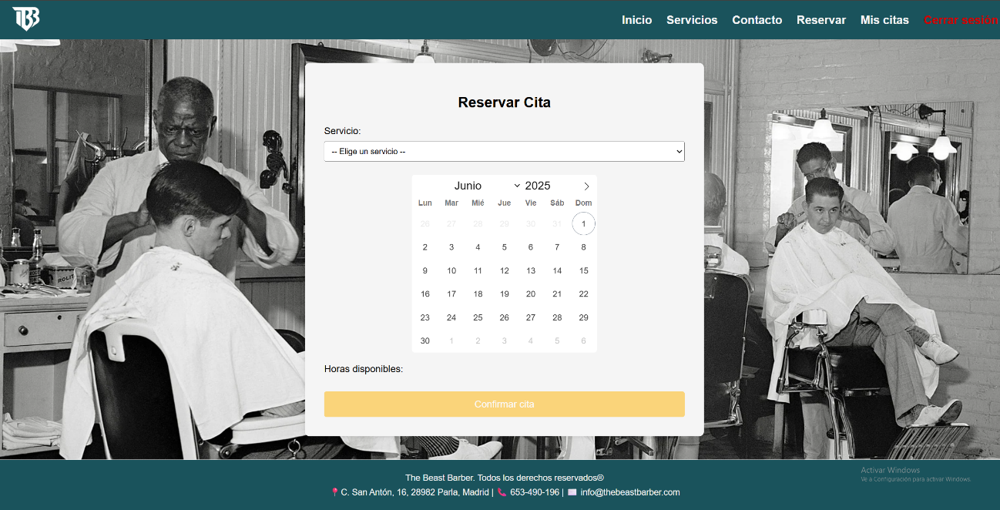 TBB
Inicio Servicios Contacto Reservar Mis citas Cerrar sesión
Reservar Cita
Servicio:
-- Elige un servicio --
Junio 2025
Lun Mar Mié Jue Vie Sáb Dom
26 27 28 29 30 31 1
2 3 4 5 6 7 8
9 10 11 12 13 14 15
16 17 18 19 20 21 22
23 24 25 26 27 28 29
30 1 2 3 4 5 6
Horas disponibles:
Confirmar cita
The Beast Barber. Todos los derechos reservados®
C. San Antón, 16, 28982 Parla, Madrid | 653-490-196 | info@thebeastbarber.com
Activar Windows
Ve a Configuración para activar Windows.